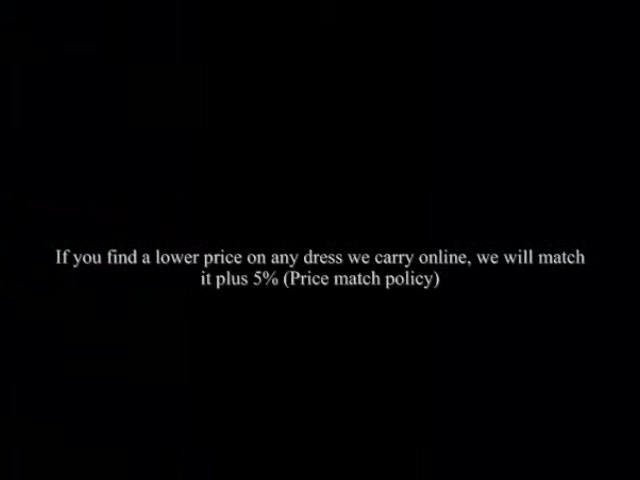 If you find a lower price on any dress we carry online, we will match
it plus 5% (Price match policy)